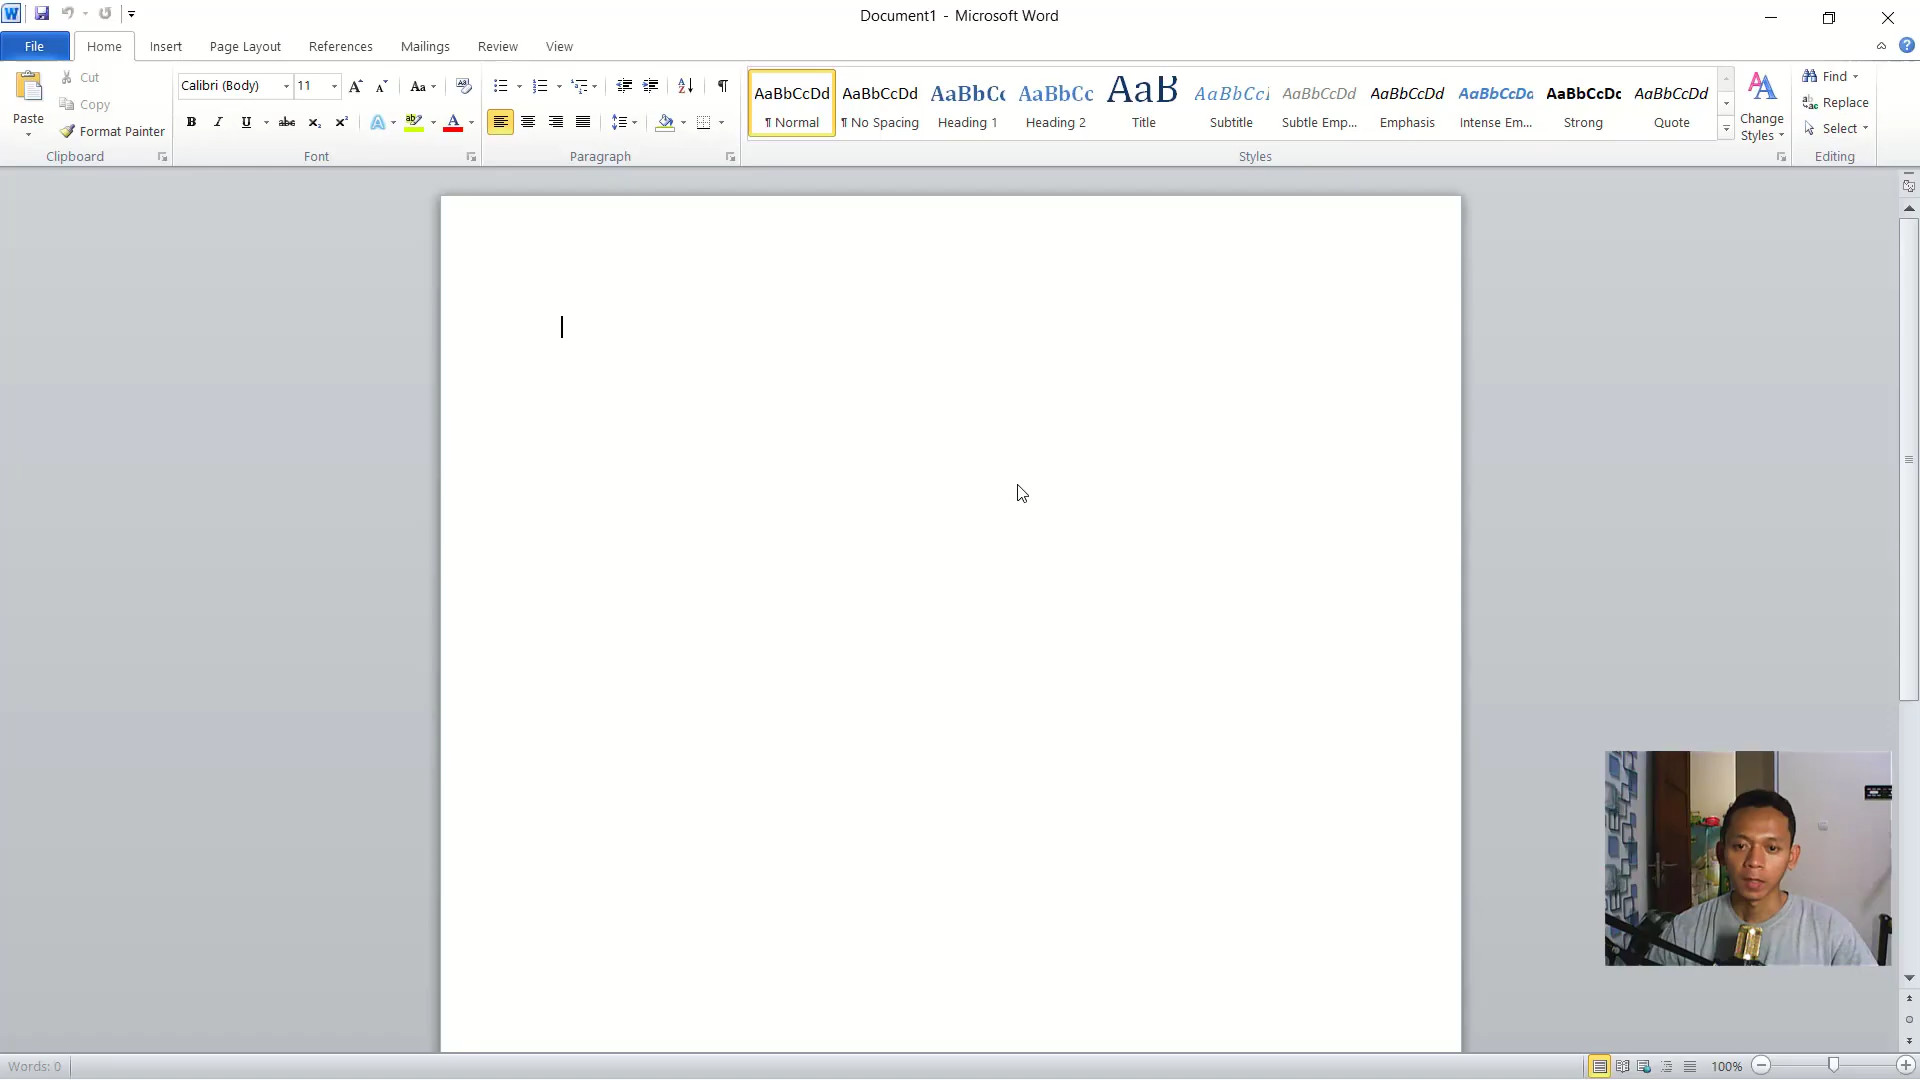 Document1 - Microsoft Word
File Home Insert Page Layout References Mailings Review View
Paste
Cut
Copy
Format Painter
Clipboard
Calibri (Body) 11
Font
Paragraph
AaBbCcDd ¶ Normal
AaBbCcDd ¶ No Spacing
AaBbCc Heading 1
AaBbCc Heading 2
AaB Title
AaBbCcl Subtitle
AaBbCcDd Subtle Emp...
AaBbCcDd Emphasis
AaBbCcDd Intense Em...
AaBbCcDc Strong
AaBbCcDd Quote
Change
Styles
Styles
Find
Replace
Select
Editing
Words: 0
100%